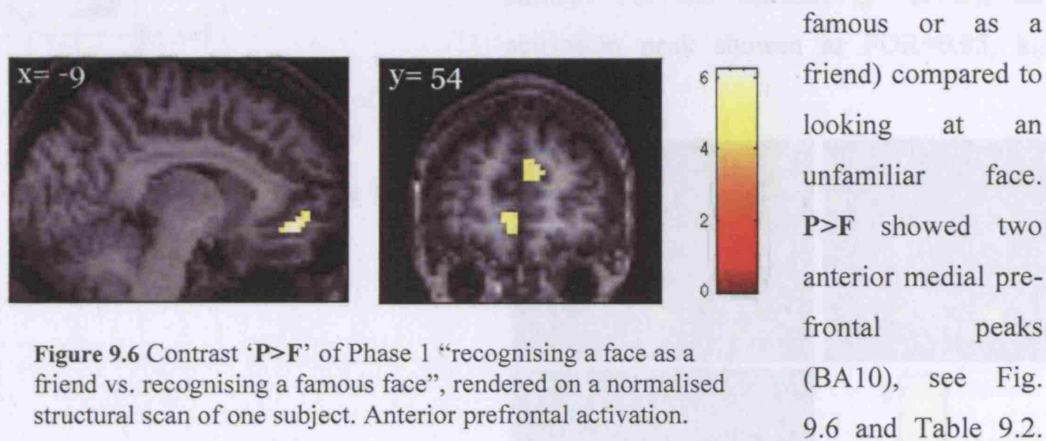 x= -9
y= 54
6
4
2
0
Figure 9.6 Contrast ‘P>F’ of Phase 1 “recognising a face as a
friend vs. recognising a famous face”, rendered on a normalised
structural scan of one subject. Anterior prefrontal activation.
famous or as a
friend) compared to
looking at an
unfamiliar face.
P>F showed two
anterior medial pre-
frontal peaks
(BA10), see Fig.
9.6 and Table 9.2.